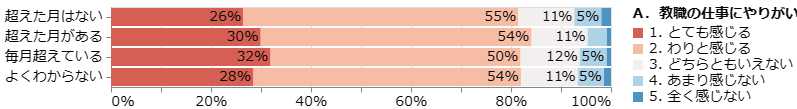 超えた月はない 26% 55% 11% 5%
超えた月がある 30% 54% 11%
毎月超えている 32% 50% 12% 5%
よくわからない 28% 54% 11% 5%
0% 20% 40% 60% 80% 100%
A. 教職の仕事にやりがい
1. とても感じる
2. わりと感じる
3. どちらともいえない
4. あまり感じない
5. 全く感じない